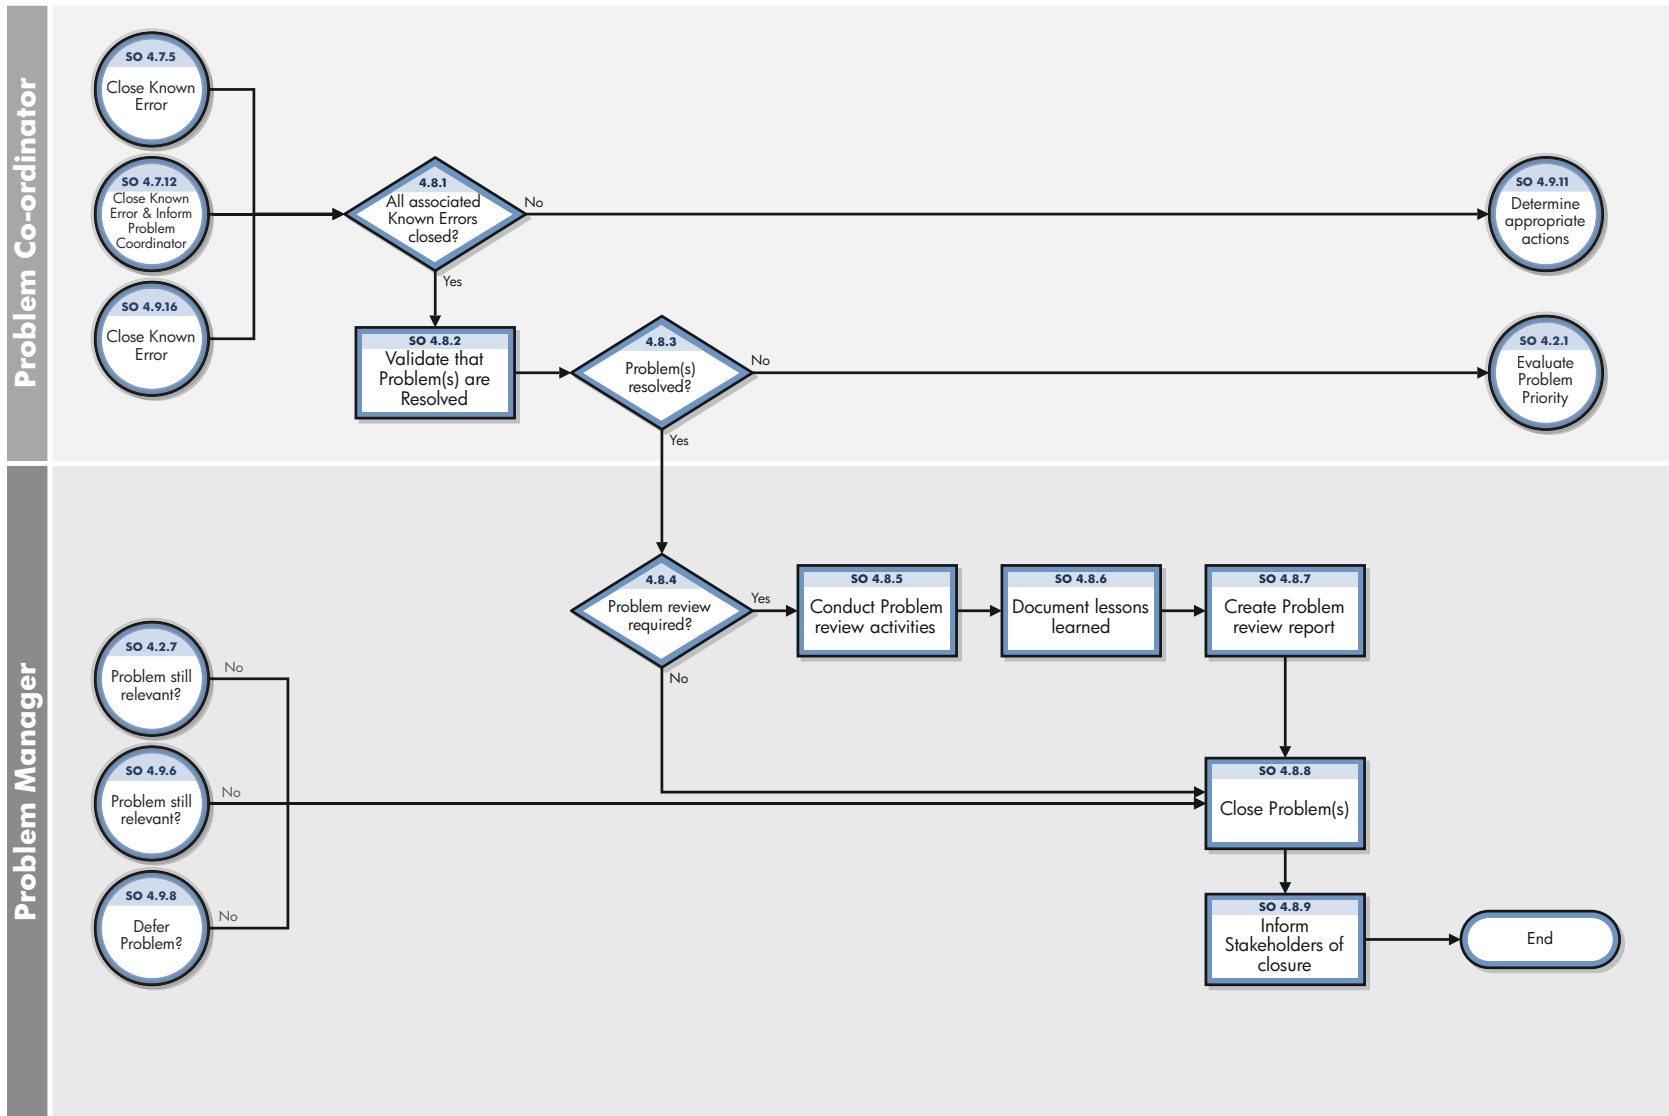 Problem Co-ordinator
SO 4.7.5
Close Known
Error
SO 4.7.12
Close Known
Error & Inform
Problem
Coordinator
SO 4.9.16
Close Known
Error
4.8.1
All associated
Known Errors
closed?
No
Yes
SO 4.9.11
Determine
appropriate
actions
SO 4.8.2
Validate that
Problem(s) are
Resolved
4.8.3
Problem(s)
resolved?
No
Yes
SO 4.2.1
Evaluate
Problem
Priority
Problem Manager
4.8.4
Problem review
required?
Yes
No
SO 4.8.5
Conduct Problem
review activities
SO 4.8.6
Document lessons
learned
SO 4.8.7
Create Problem
review report
SO 4.2.7
Problem still
relevant?
No
SO 4.9.6
Problem still
relevant?
No
SO 4.9.8
Defer
Problem?
No
SO 4.8.8
Close Problem(s)
SO 4.8.9
Inform
Stakeholders of
closure
End